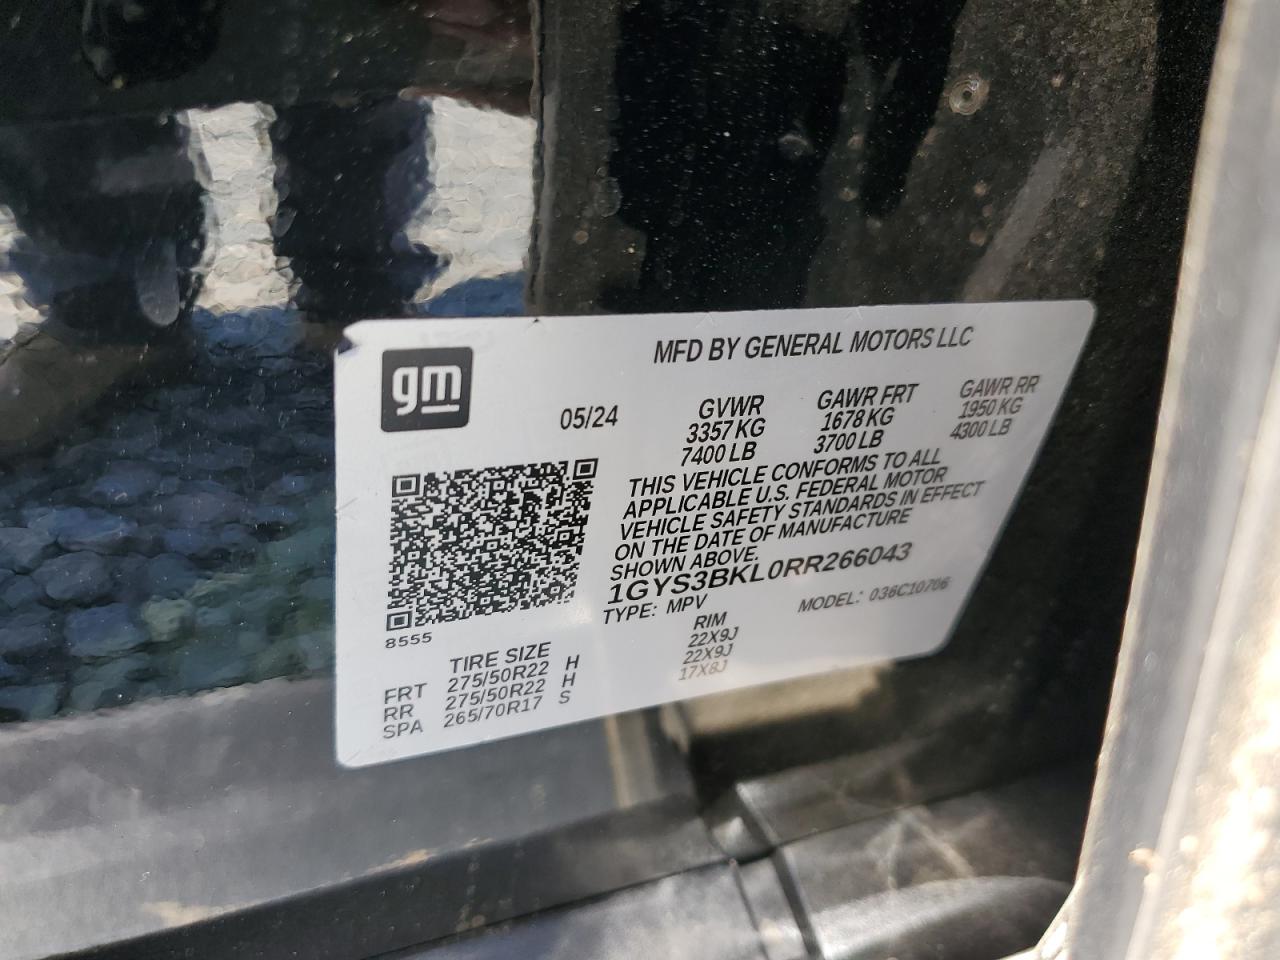 gm
MFD BY GENERAL MOTORS LLC
05/24
GVWR GAWR FRT GAWR RR
3357 KG 1678 KG 1950 KG
7400 LB 3700 LB 4300 LB
THIS VEHICLE CONFORMS TO ALL
APPLICABLE U.S. FEDERAL MOTOR
VEHICLE SAFETY STANDARDS IN EFFECT
ON THE DATE OF MANUFACTURE
SHOWN ABOVE.
1GYS3BKL0RR266043
TYPE: MPV MODEL: 036C10706
8555
TIRE SIZE RIM
FRT 275/50R22 H 22X9J
RR 275/50R22 H 22X9J
SPA 265/70R17 S 17X8J